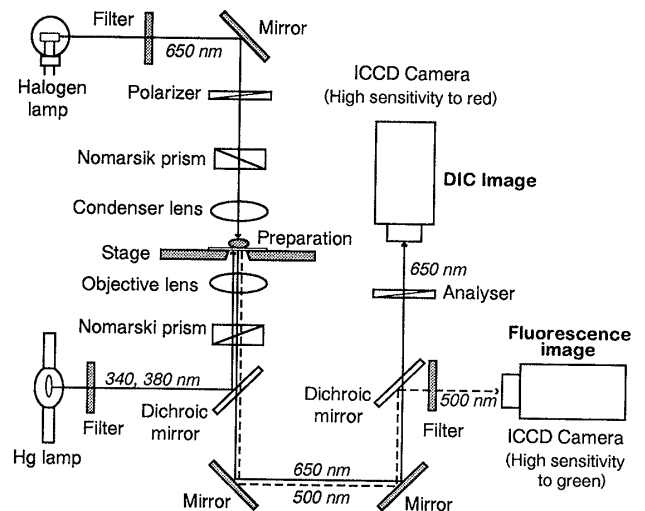 Filter
Mirror
650 nm
Halogen
lamp
Polarizer
ICCD Camera
(High sensitivity to red)
Nomarsik prism
DIC Image
Condenser lens
Preparation
Stage
650 nm
Objective lens
Analyser
Nomarski prism
Fluorescence
image
340, 380 nm
Dichroic
mirror
500 nm
Filter
Dichroic
mirror
Filter
ICCD Camera
(High sensitivity
to green)
Hg lamp
650 nm
500 nm
Mirror
Mirror